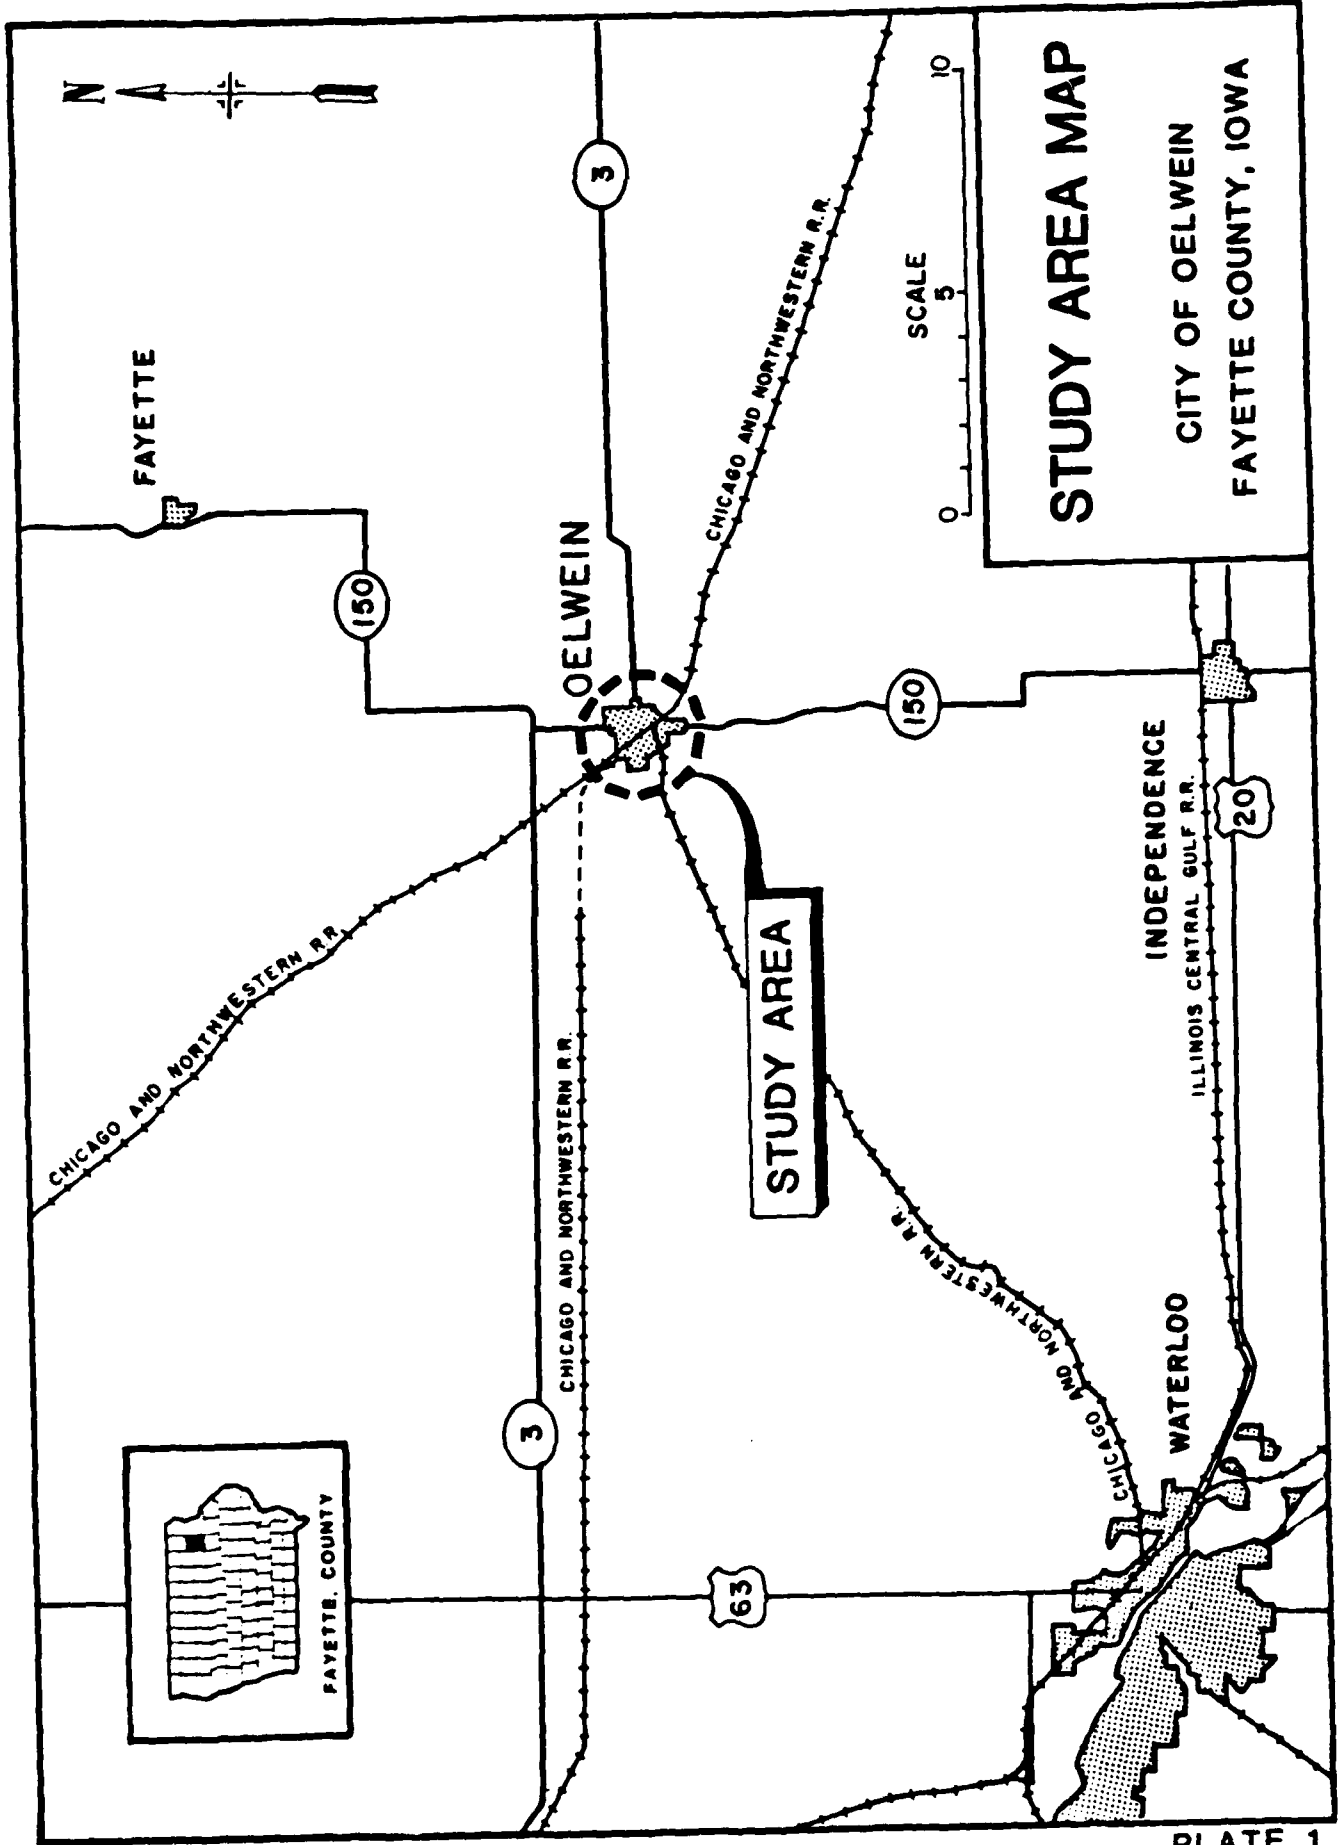 N
FAYETTE
150
OELWEIN
3
CHICAGO AND NORTHWESTERN R.R.
CHICAGO AND NORTHWESTERN R.R.
CHICAGO AND NORTHWESTERN R.R.
3
FAYETTE, COUNTY
STUDY AREA
150
63
CHICAGO AND NORTHWESTERN R.R.
INDEPENDENCE
ILLINOIS CENTRAL GULF R.R.
20
WATERLOO
SCALE
0 5 10
STUDY AREA MAP
CITY OF OELWEIN
FAYETTE COUNTY, IOWA
PLATE 1